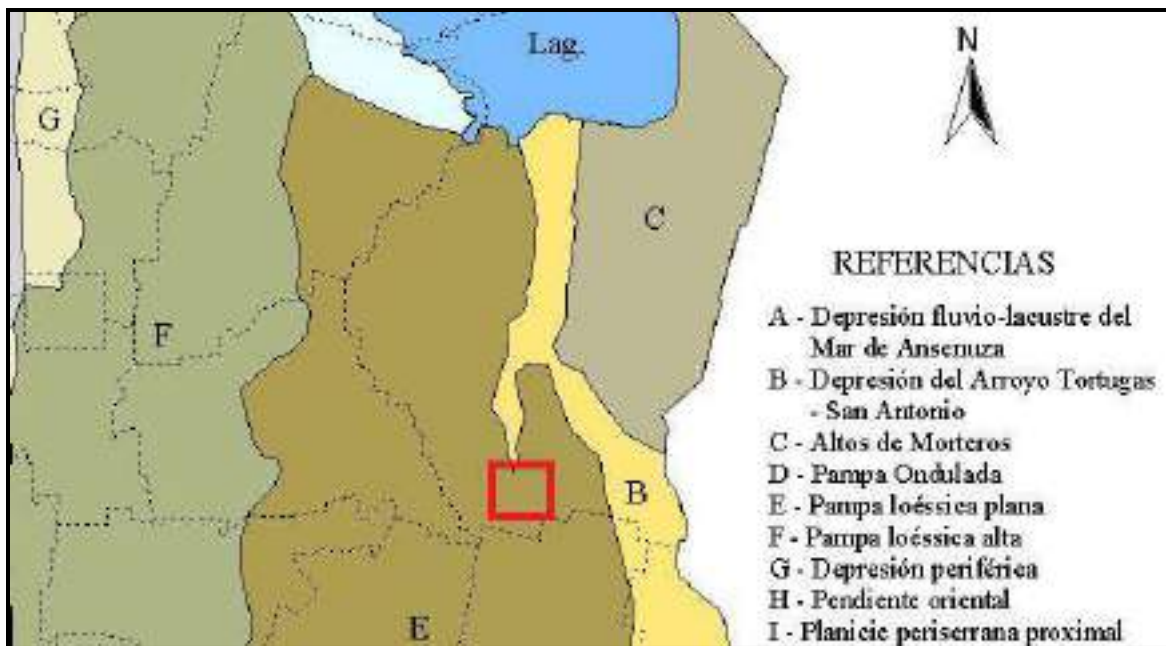 Lag.
N
G
C
F
B
E
REFERENCIAS
A - Depresión fluvio-lacustre del
Mar de Ansenuza
B - Depresión del Arroyo Tortugas
- San Antonio
C - Altos de Morteros
D - Pampa Ondulada
E - Pampa loéssica plana
F - Pampa loéssica alta
G - Depresión periférica
H - Pendiente oriental
I - Planicie periserrana proximal